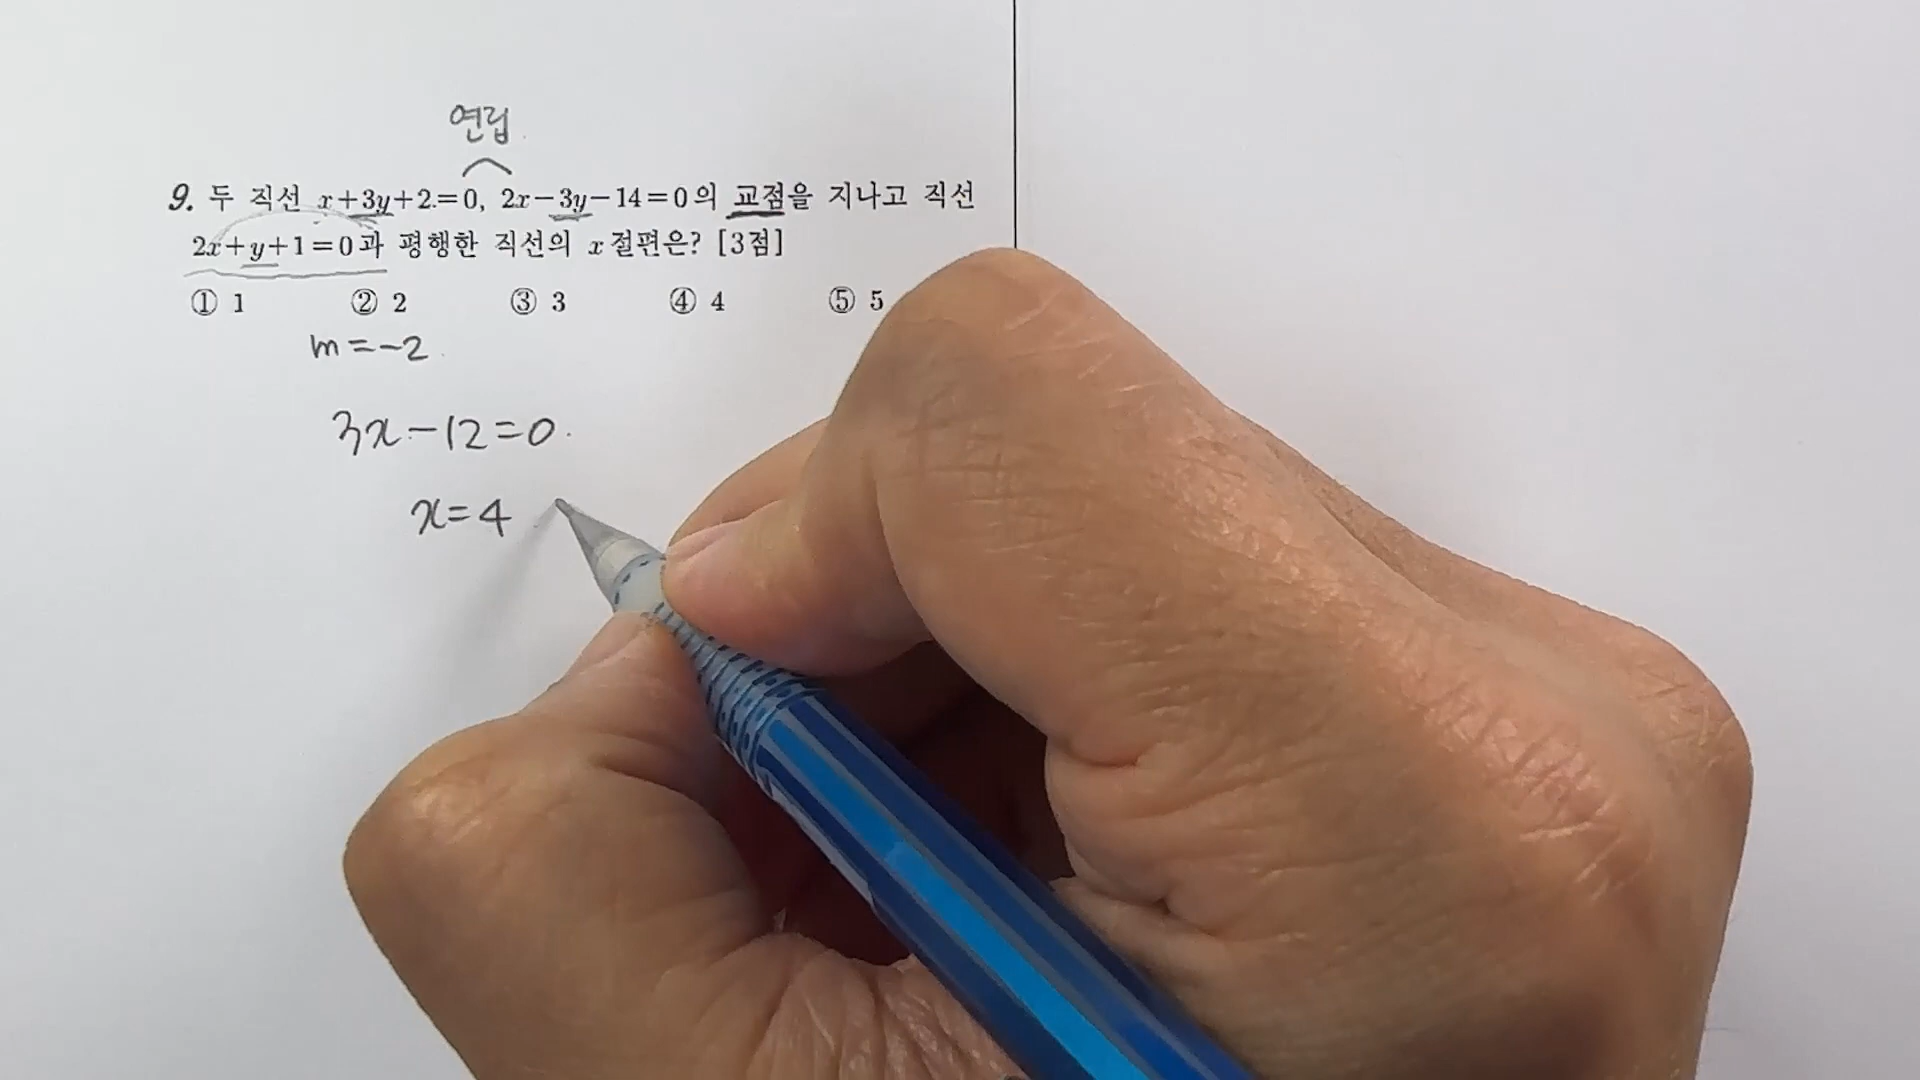 연립
9. 두 직선 x+3y+2=0, 2x-3y-14=0의 교점을 지나고 직선
2x+y+1=0과 평행한 직선의 x절편은? [3점]
① 1 ② 2 ③ 3 ④ 4 ⑤ 5
m=-2
3x-12=0
x=4